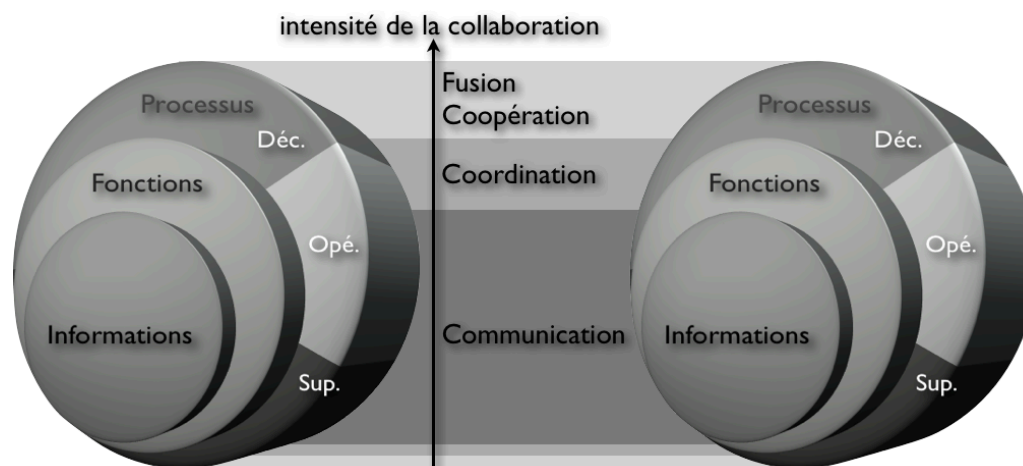 intensité de la collaboration
Processus
Déc.
Fonctions
Opé.
Informations
Sup.
Fusion
Coopération
Coordination
Communication
Processus
Déc.
Fonctions
Opé.
Informations
Sup.